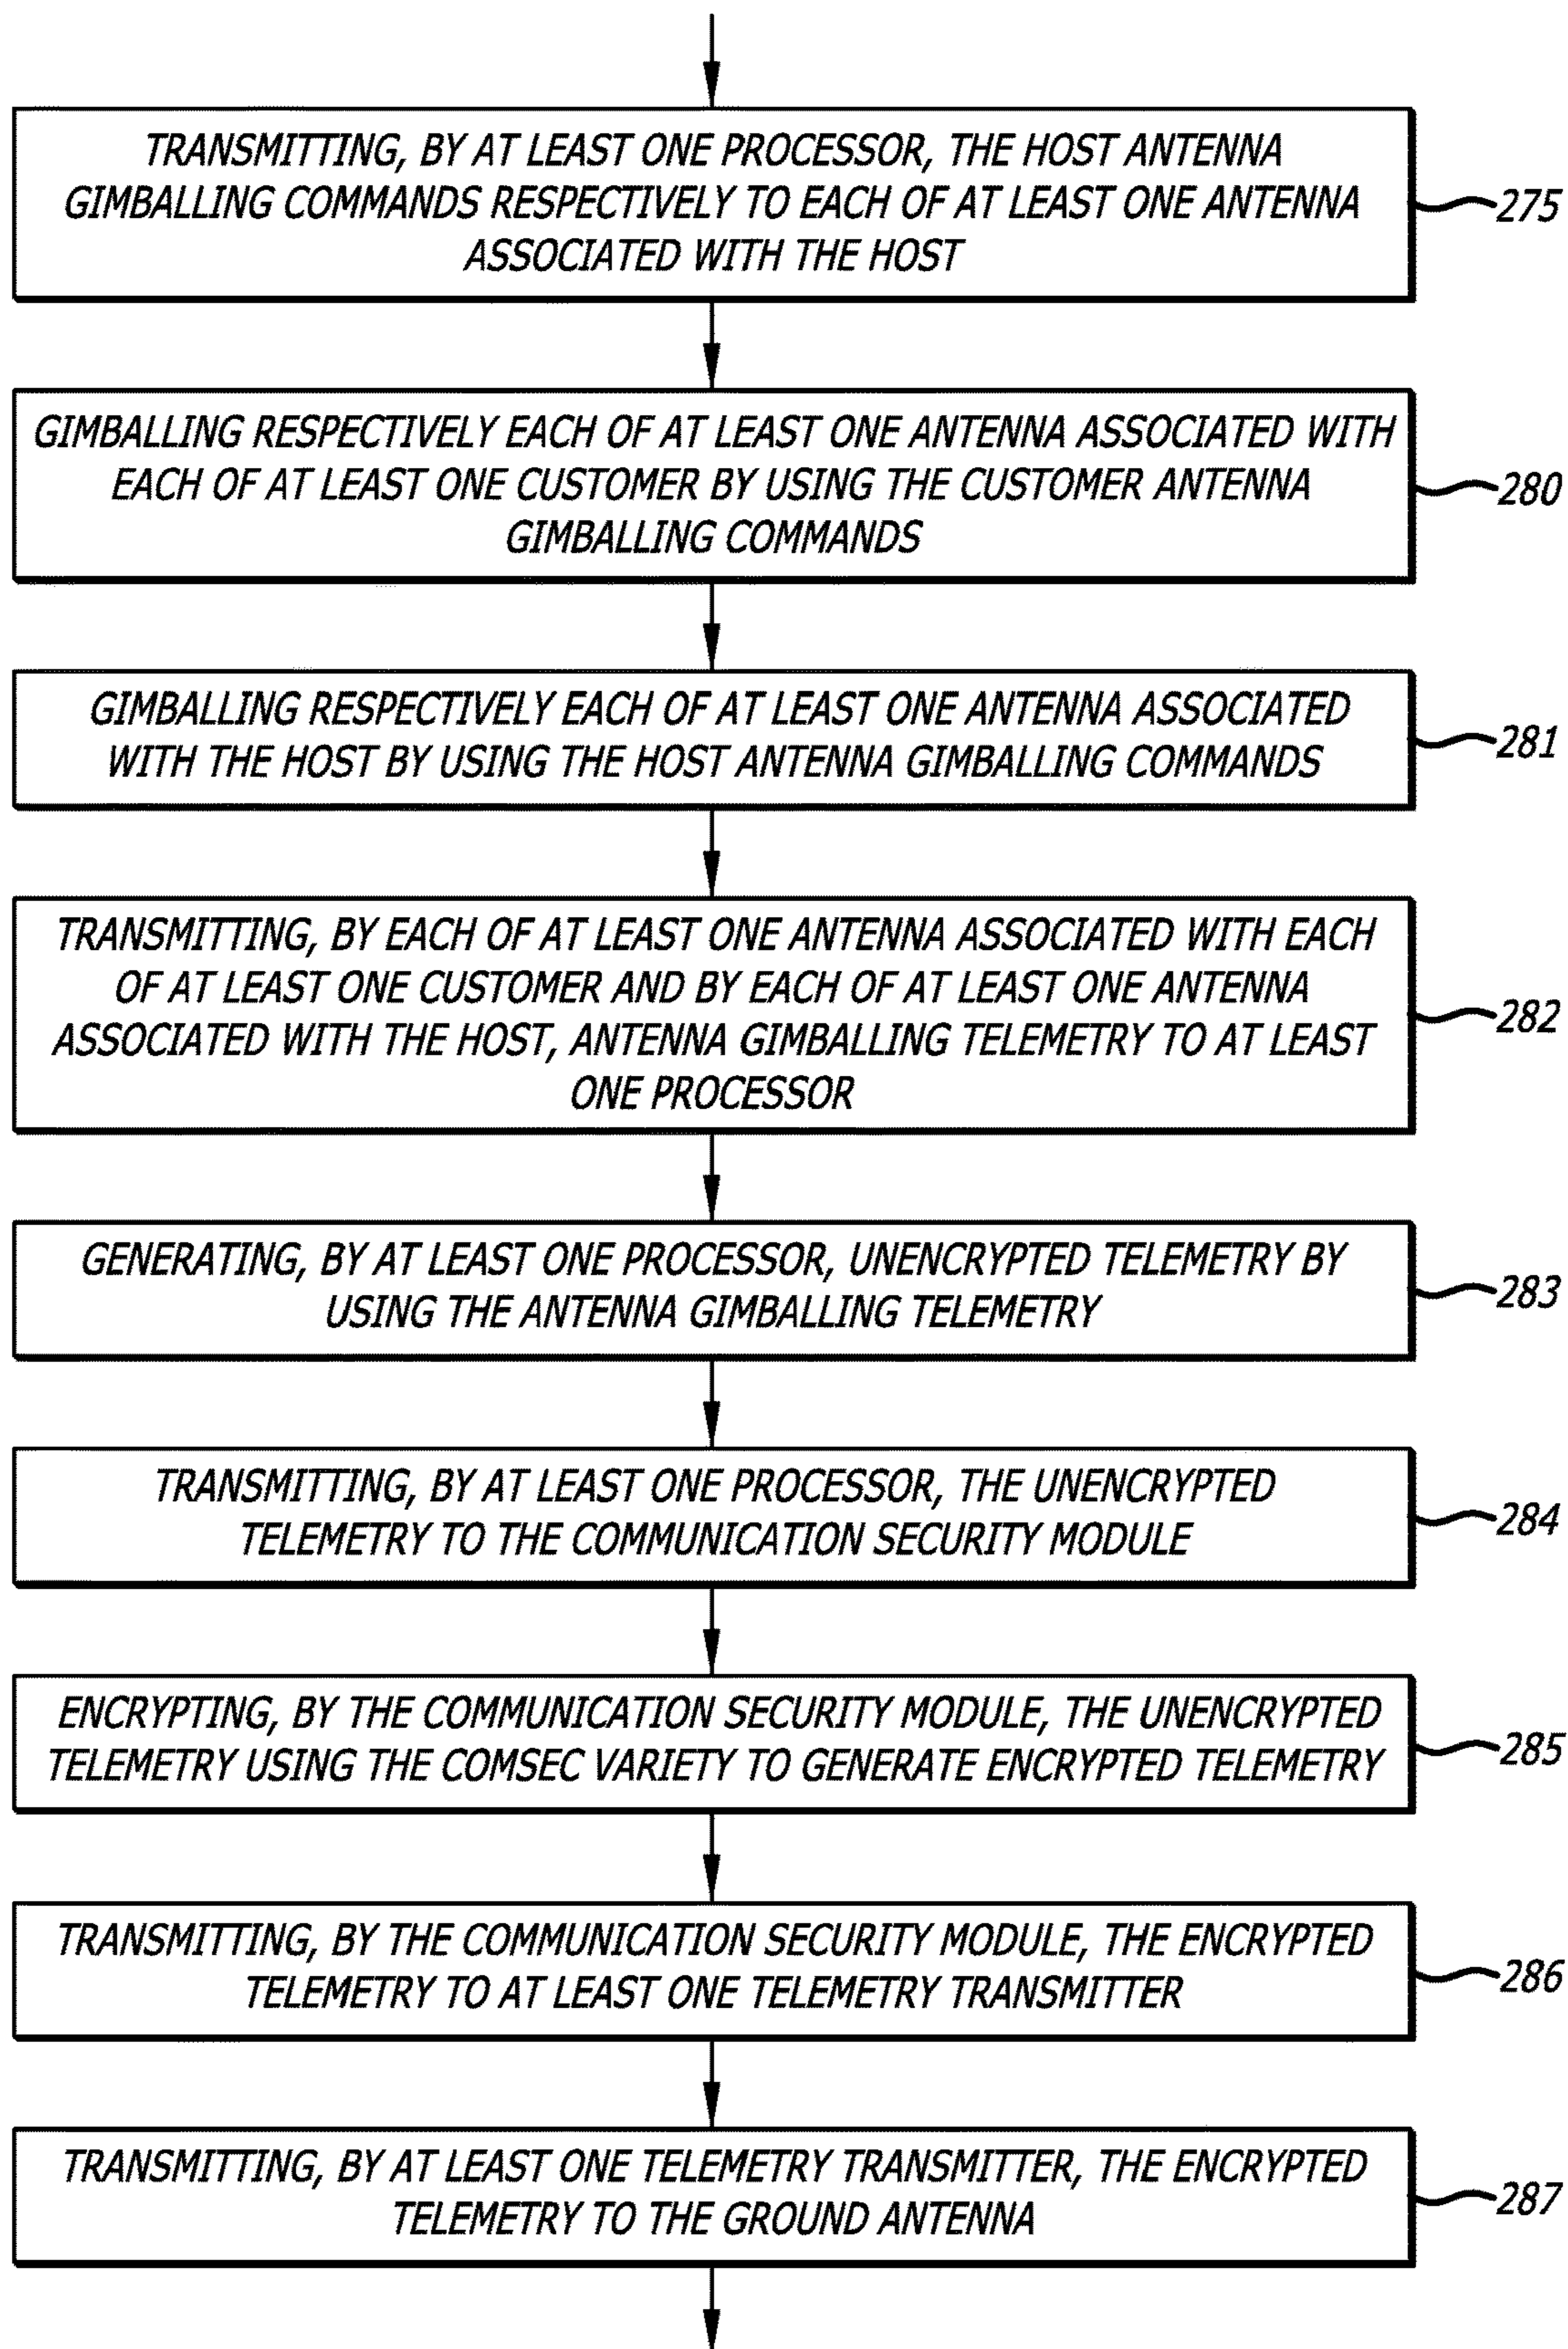 TRANSMITTING, BY AT LEAST ONE PROCESSOR, THE HOST ANTENNA
GIMBALLING COMMANDS RESPECTIVELY TO EACH OF AT LEAST ONE ANTENNA
ASSOCIATED WITH THE HOST
275
GIMBALLING RESPECTIVELY EACH OF AT LEAST ONE ANTENNA ASSOCIATED WITH
EACH OF AT LEAST ONE CUSTOMER BY USING THE CUSTOMER ANTENNA
GIMBALLING COMMANDS
280
GIMBALLING RESPECTIVELY EACH OF AT LEAST ONE ANTENNA ASSOCIATED
WITH THE HOST BY USING THE HOST ANTENNA GIMBALLING COMMANDS
281
TRANSMITTING, BY EACH OF AT LEAST ONE ANTENNA ASSOCIATED WITH EACH
OF AT LEAST ONE CUSTOMER AND BY EACH OF AT LEAST ONE ANTENNA
ASSOCIATED WITH THE HOST, ANTENNA GIMBALLING TELEMETRY TO AT LEAST
ONE PROCESSOR
282
GENERATING, BY AT LEAST ONE PROCESSOR, UNENCRYPTED TELEMETRY BY
USING THE ANTENNA GIMBALLING TELEMETRY
283
TRANSMITTING, BY AT LEAST ONE PROCESSOR, THE UNENCRYPTED
TELEMETRY TO THE COMMUNICATION SECURITY MODULE
284
ENCRYPTING, BY THE COMMUNICATION SECURITY MODULE, THE UNENCRYPTED
TELEMETRY USING THE COMSEC VARIETY TO GENERATE ENCRYPTED TELEMETRY
285
TRANSMITTING, BY THE COMMUNICATION SECURITY MODULE, THE ENCRYPTED
TELEMETRY TO AT LEAST ONE TELEMETRY TRANSMITTER
286
TRANSMITTING, BY AT LEAST ONE TELEMETRY TRANSMITTER, THE ENCRYPTED
TELEMETRY TO THE GROUND ANTENNA
287